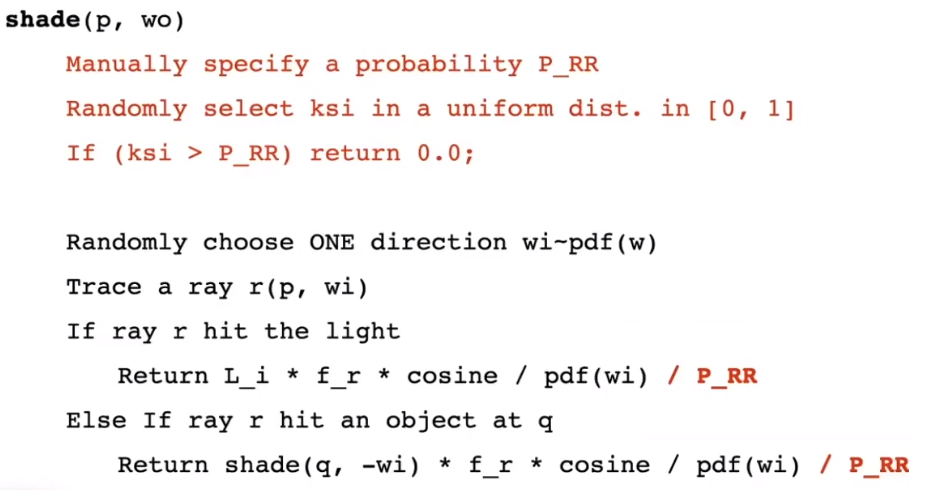 shade(p, wo)
Manually specify a probability P_RR
Randomly select ksi in a uniform dist. in [0, 1]
If (ksi > P_RR) return 0.0;
Randomly choose ONE direction wi~pdf(w)
Trace a ray r(p, wi)
If ray r hit the light
Return L_i * f_r * cosine / pdf(wi) / P_RR
Else If ray r hit an object at q
Return shade(q, -wi) * f_r * cosine / pdf(wi) / P_RR